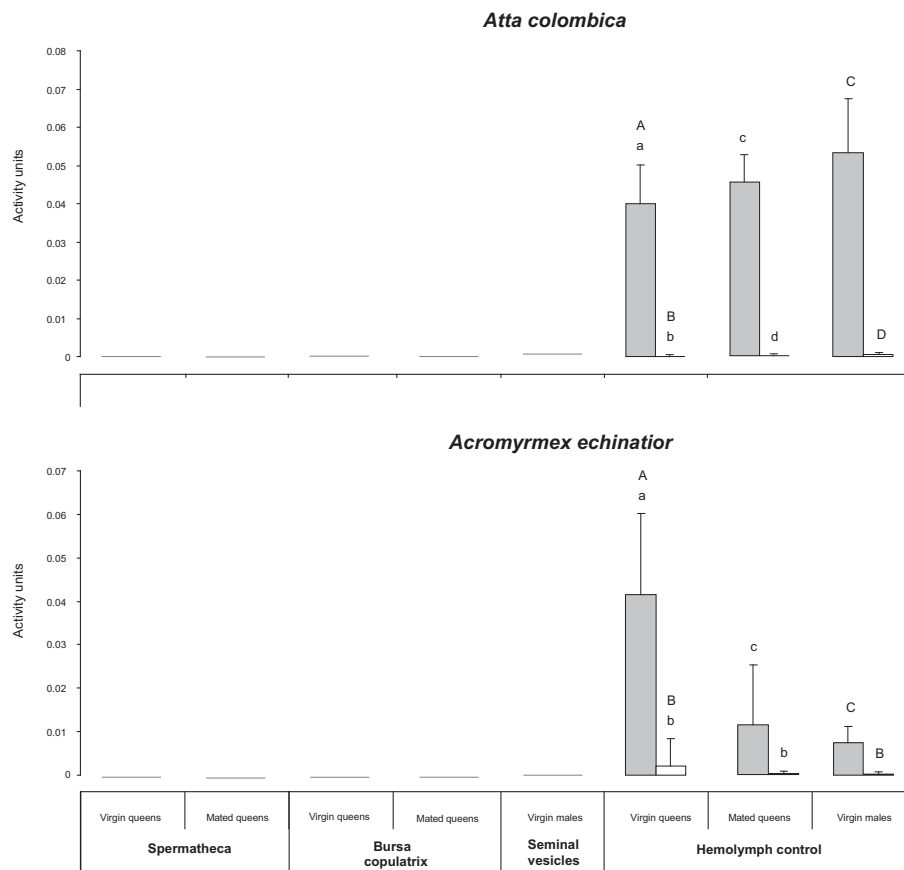 Atta colombica
0.08
0.07
0.06
0.05
0.04
0.03
0.02
0.01
0
Activity units
A
a
B
b
c
d
C
D
Acromyrmex echinatior
0.07
0.06
0.05
0.04
0.03
0.02
0.01
0
Activity units
A
a
B
b
c
b
C
B
Virgin queens Mated queens Virgin queens Mated queens Virgin males Virgin queens Mated queens Virgin males
Spermatheca Bursa copulatrix Seminal vesicles Hemolymph control